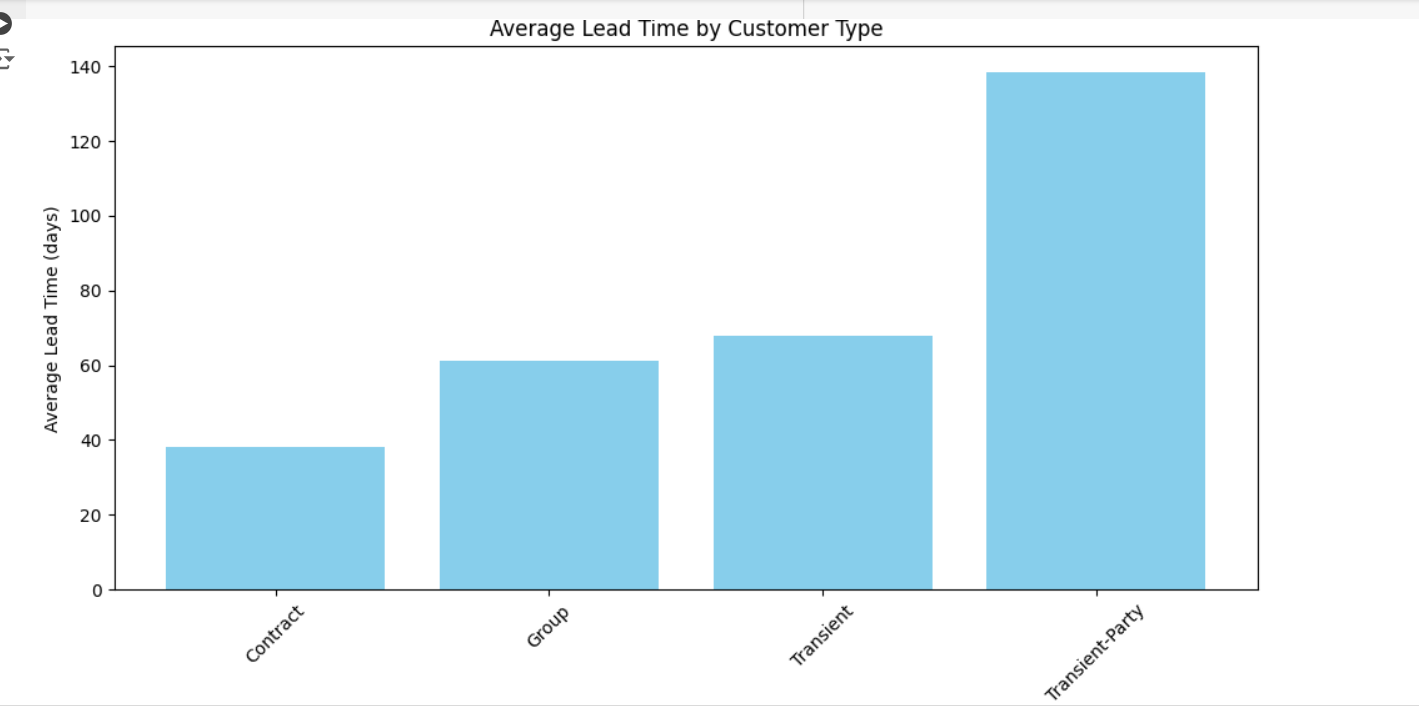 Average Lead Time by Customer Type
Average Lead Time (days)
140
120
100
80
60
40
20
0
Contract
Group
Transient
Transient-Party